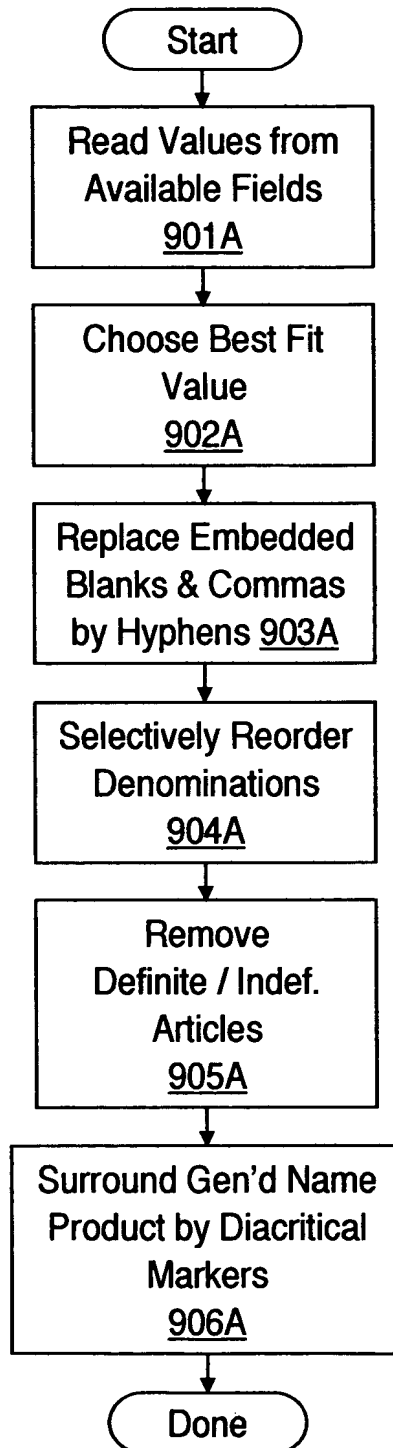 Start
Read Values from
Available Fields
901A
Choose Best Fit
Value
902A
Replace Embedded
Blanks & Commas
by Hyphens 903A
Selectively Reorder
Denominations
904A
Remove
Definite / Indef.
Articles
905A
Surround Gen'd Name
Product by Diacritical
Markers
906A
Done